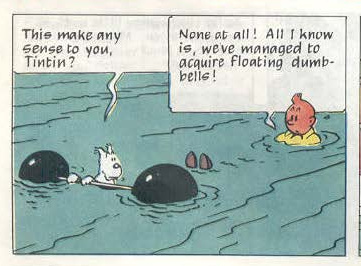 This make any
sense to you,
Tintin?
None at all! All I know
is, we've managed to
acquire floating dumb-
bells!